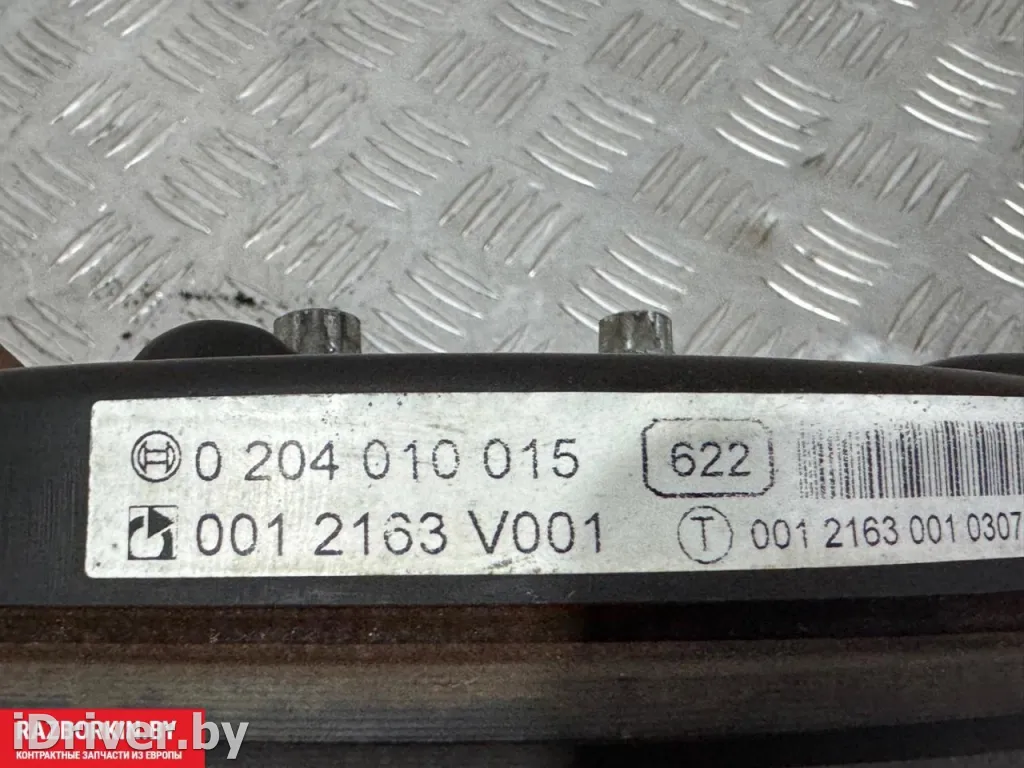 0 204 010 015
622
001 2163 V001
T
001 2163 001 0307
RAZBORKIN.BY
iDriver.by
КОНТРАКТНЫЕ ЗАПЧАСТИ ИЗ ЕВРОПЫ